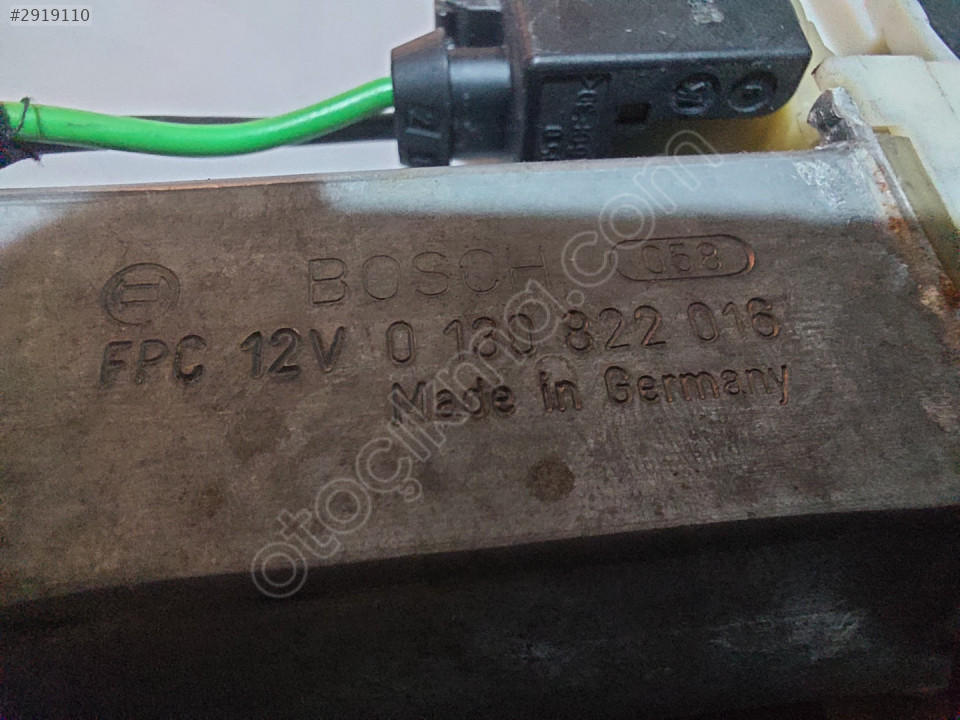 #2919110
BOSCH 058
FPC 12V 0 130 822 016
Made in Germany
otoçıkma.com